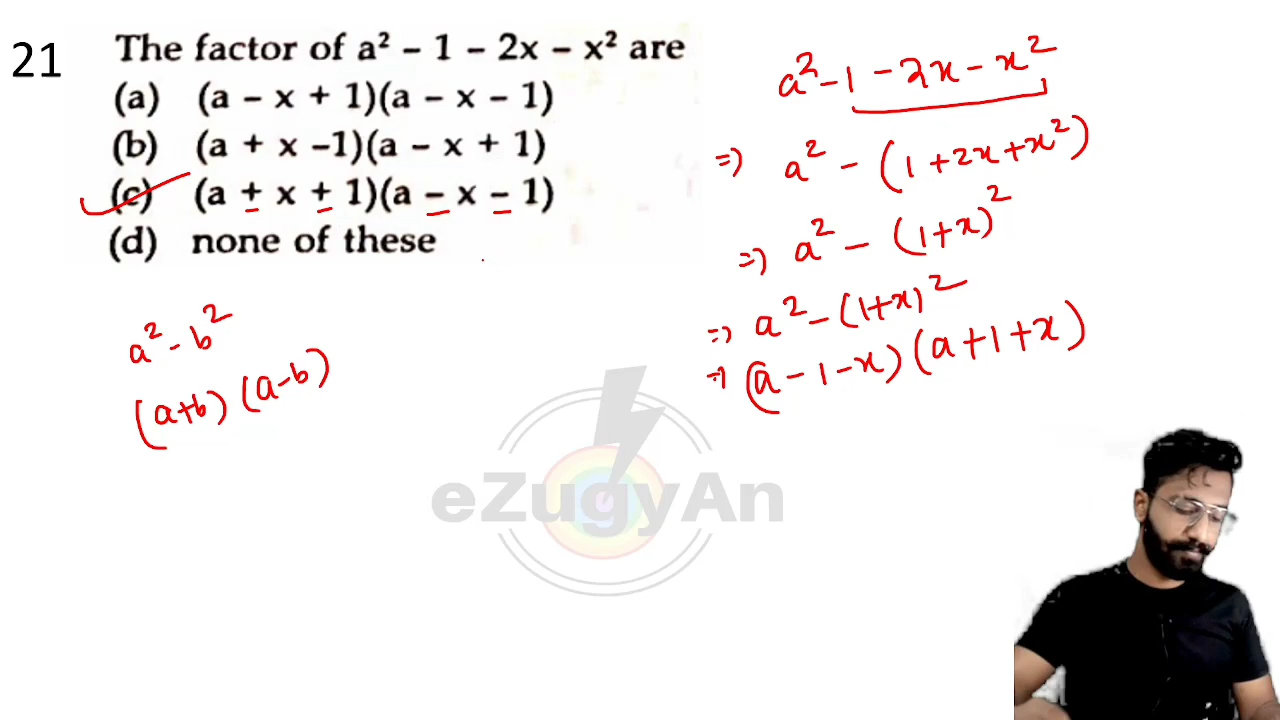 21 The factor of a² – 1 – 2x – x² are
(a) (a – x + 1)(a – x – 1)
(b) (a + x –1)(a – x + 1)
(c) (a + x + 1)(a – x – 1)
(d) none of these
a² - b²
(a+b) (a-b)
a² - 1 - 2x - x²
=) a² - (1 + 2x + x²)
=) a² - (1+x)²
=) a² - (1+x)²
=) (a - 1 - x) (a + 1 + x)
eZugyAn